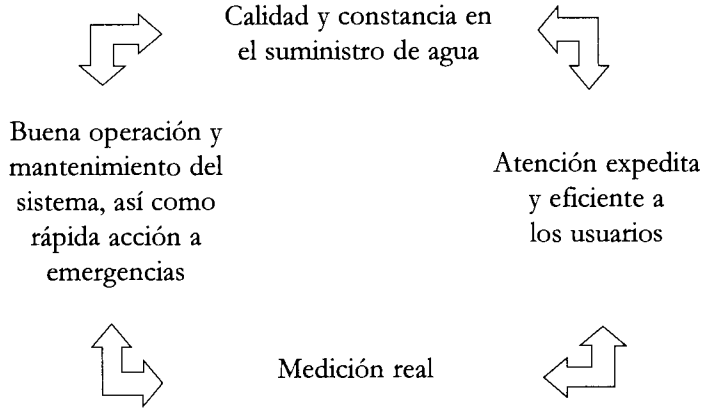 Calidad y constancia en
el suministro de agua
Buena operación y
mantenimiento del
sistema, así como
rápida acción a
emergencias
Atención expedita
y eficiente a
los usuarios
Medición real